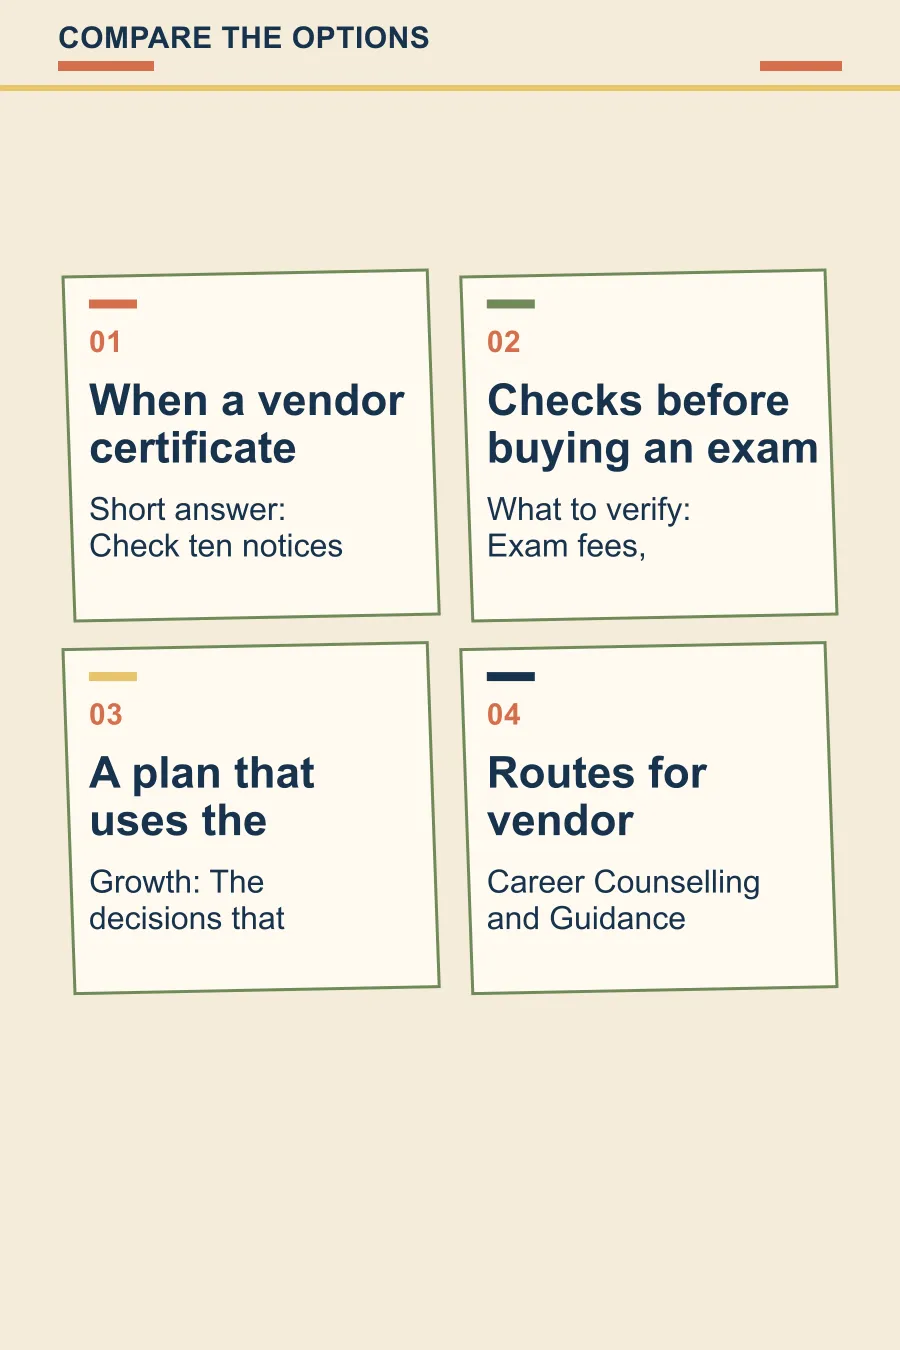 COMPARE THE OPTIONS
01
When a vendor
certificate
Short answer:
Check ten notices
02
Checks before
buying an exam
What to verify:
Exam fees,
03
A plan that
uses the
Growth: The
decisions that
04
Routes for
vendor
Career Counselling
and Guidance